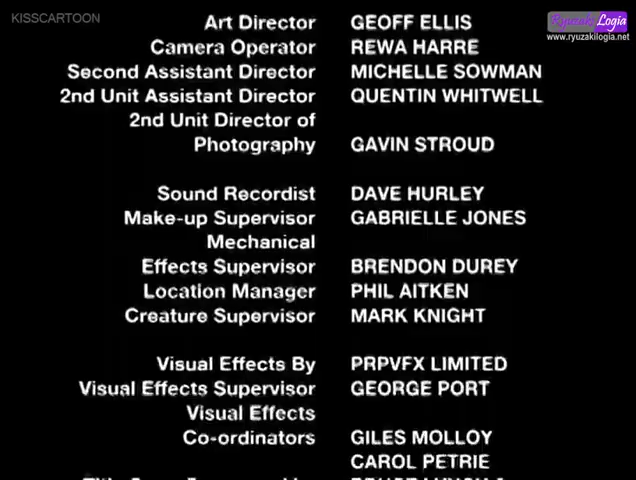 KISSCARTOON
Ryuzaki Logia
www.ryuzakilogia.net
Art Director GEOFF ELLIS
Camera Operator REWA HARRE
Second Assistant Director MICHELLE SOWMAN
2nd Unit Assistant Director QUENTIN WHITWELL
2nd Unit Director of
Photography GAVIN STROUD
Sound Recordist DAVE HURLEY
Make-up Supervisor GABRIELLE JONES
Mechanical
Effects Supervisor BRENDON DUREY
Location Manager PHIL AITKEN
Creature Supervisor MARK KNIGHT
Visual Effects By PRPVFX LIMITED
Visual Effects Supervisor GEORGE PORT
Visual Effects
Co-ordinators GILES MOLLOY
CAROL PETRIE